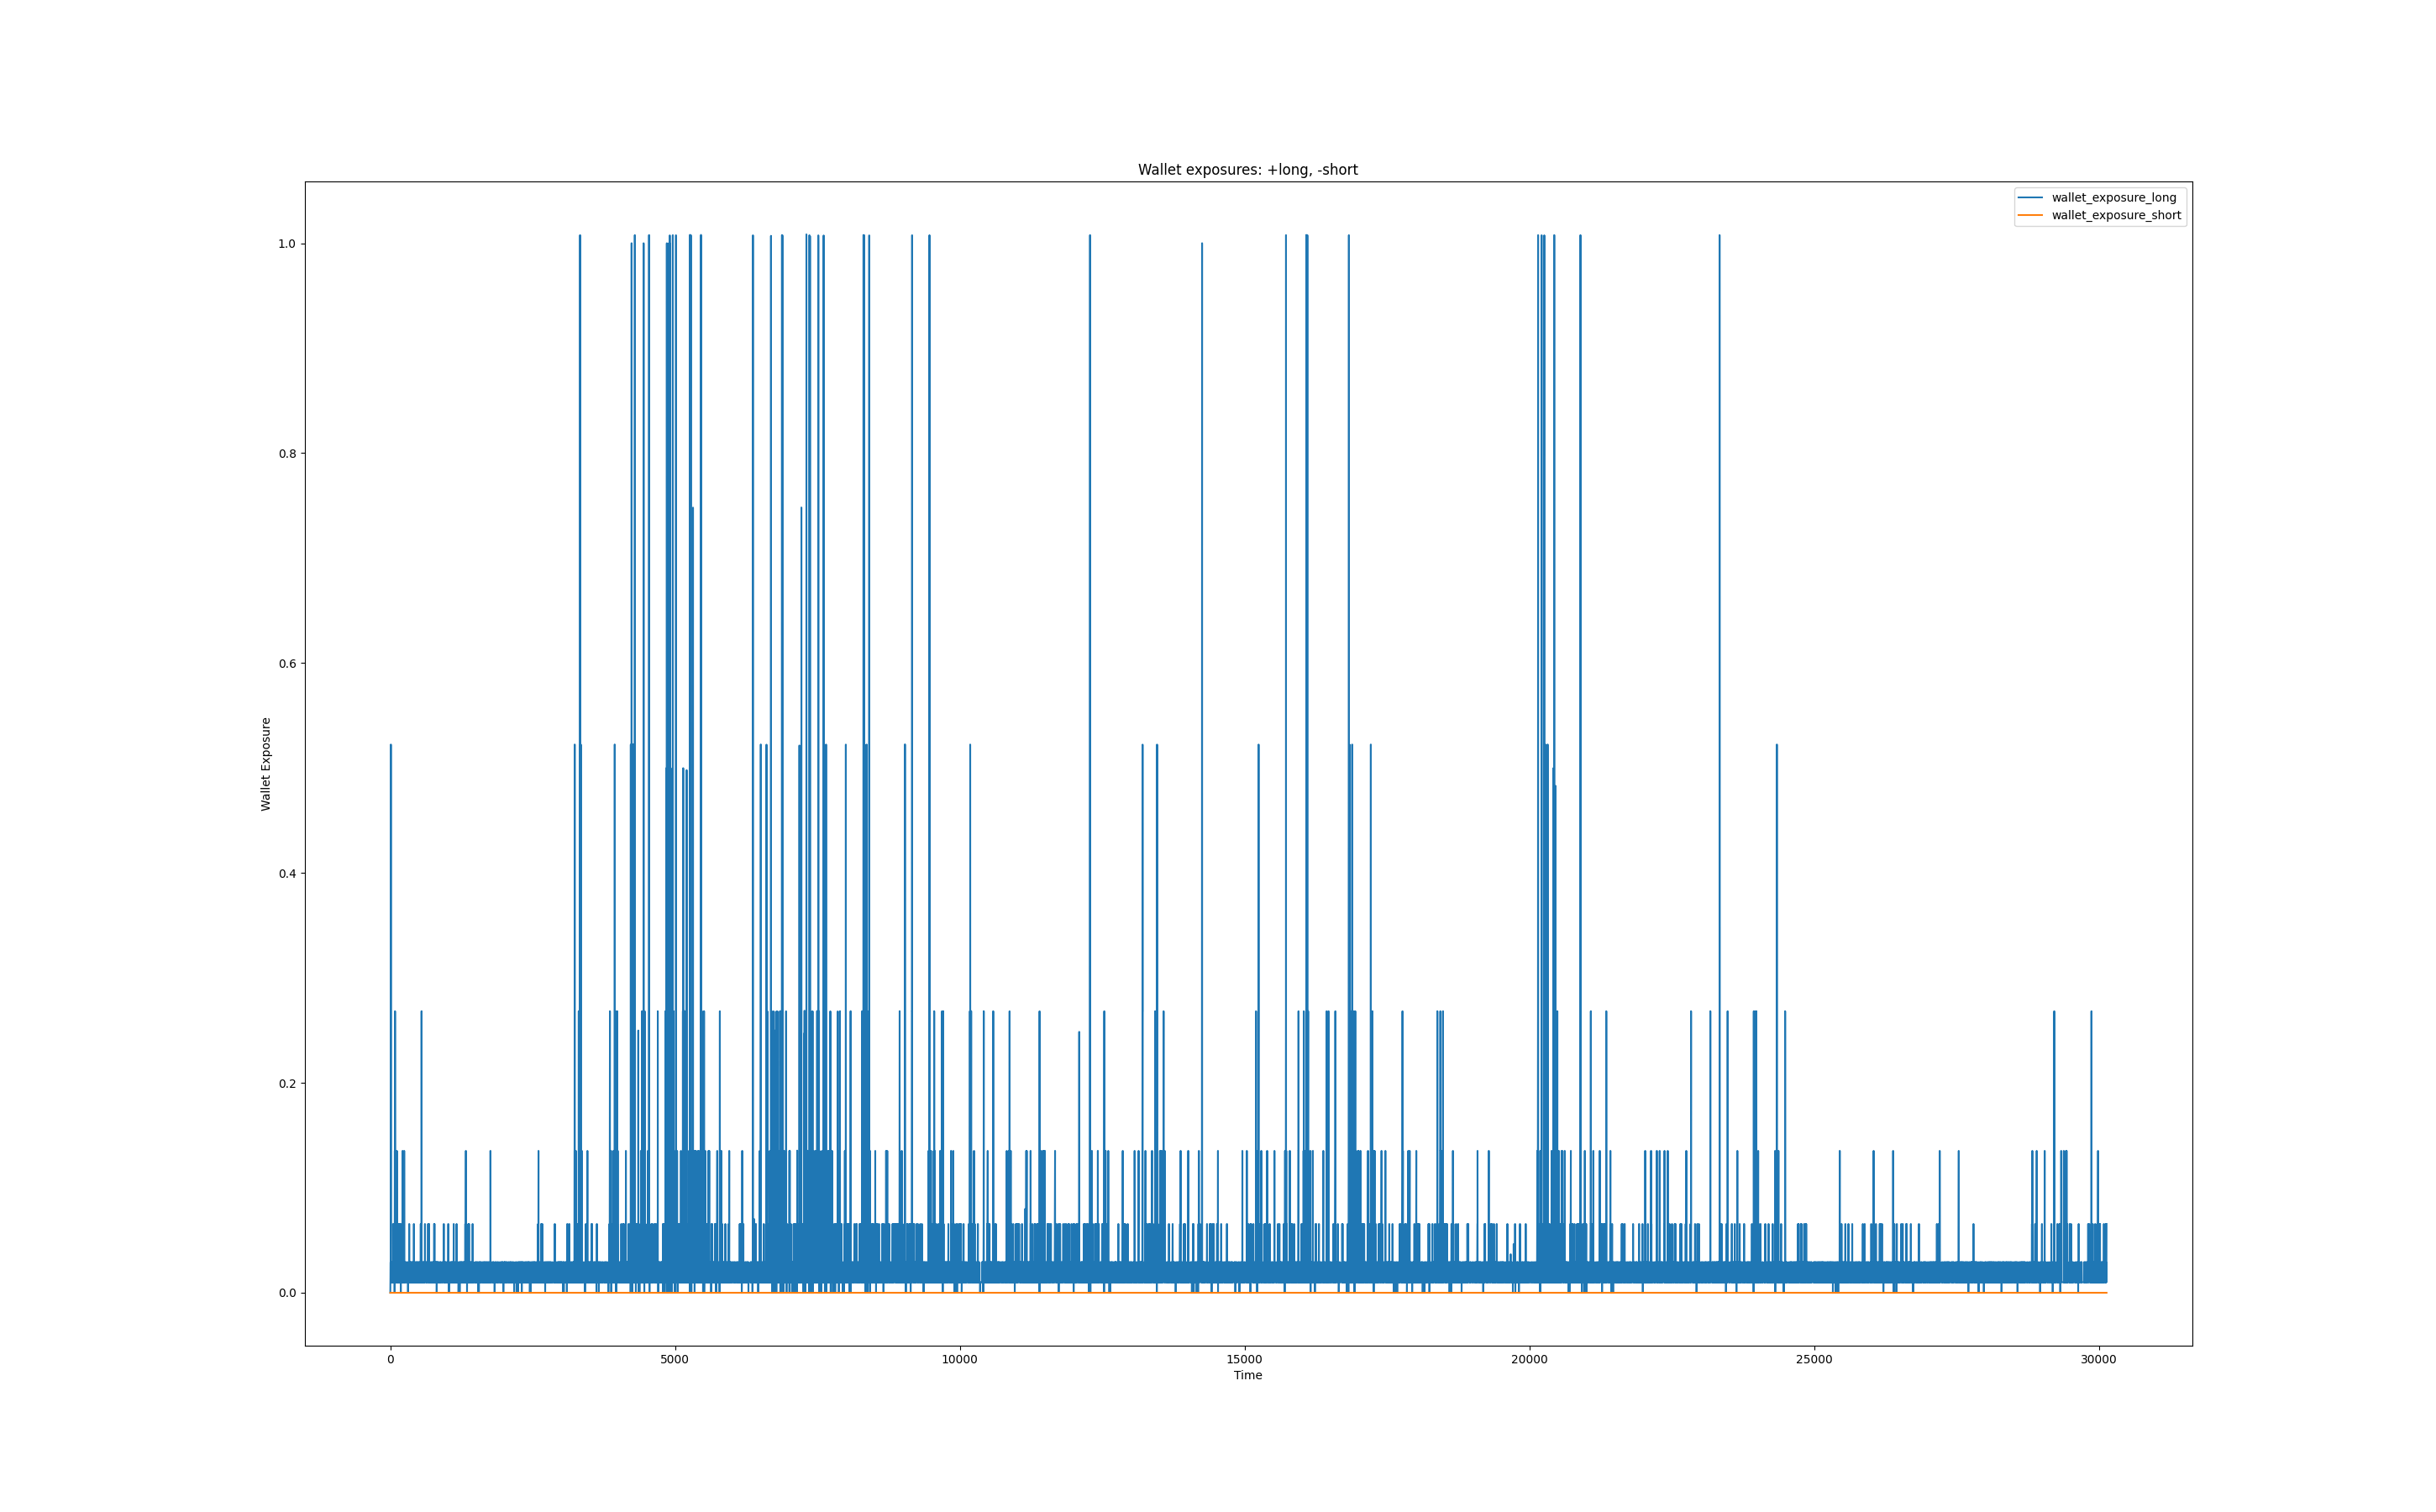 Wallet exposures: +long, -short
wallet_exposure_long
wallet_exposure_short
1.0
0.8
0.6
0.4
0.2
0.0
Wallet Exposure
0 5000 10000 15000 20000 25000 30000
Time